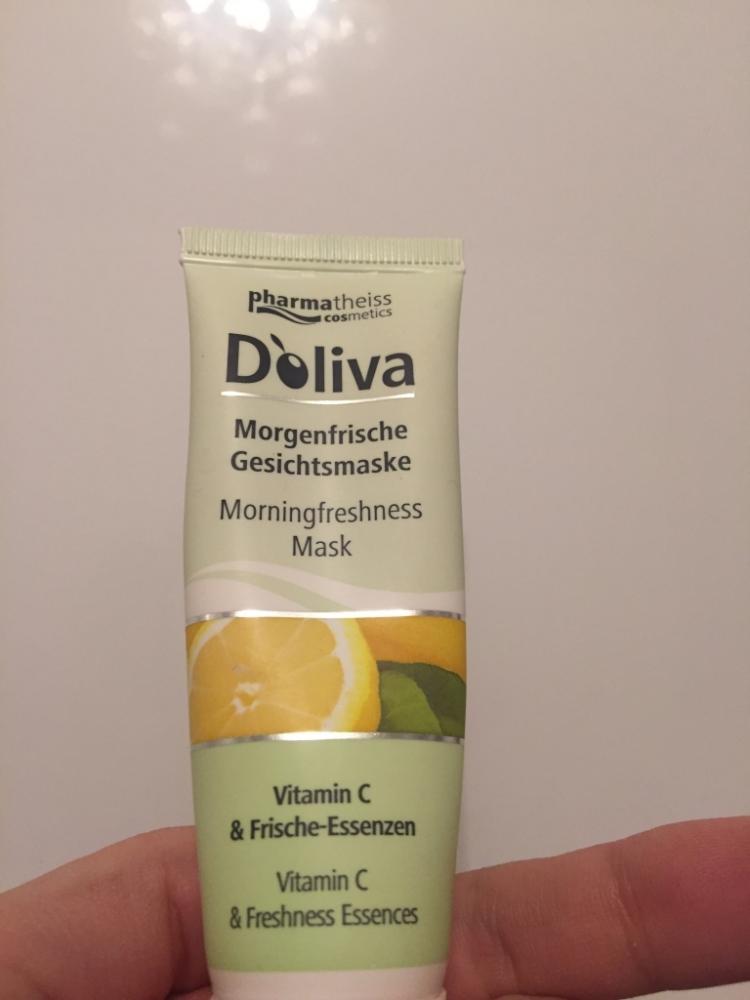 pharmatheiss
cosmetics
D'oliva
Morgenfrische
Gesichtsmaske
Morningfreshness
Mask
Vitamin C
& Frische-Essenzen
Vitamin C
& Freshness Essences